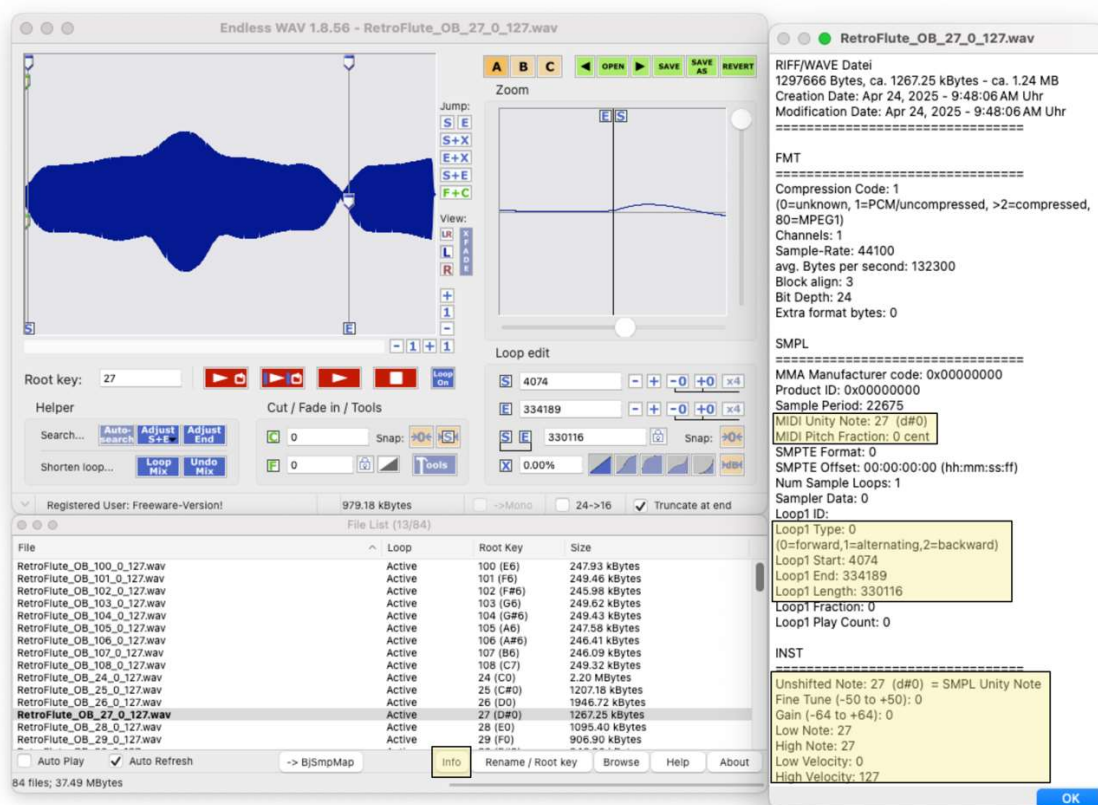 Endless WAV 1.8.56 - RetroFlute_OB_27_0_127.wav
A B C
OPEN SAVE SAVE AS REVERT
Zoom
E S
Jump:
S E
S+X
E+X
S+E
F+C
View:
LR
L
R
XFADE
+
1
-
S E
- 1 + 1
Root key: 27
Loop On
Helper
Search... Auto-search Adjust S+E Adjust End
Shorten loop... Loop Mix Undo Mix
Cut / Fade in / Tools
C 0 Snap: +0+ +S+
F 0 Tools
Loop edit
S 4074 - + -0 +0 x4
E 334189 - + -0 +0 x4
S E 330116 Snap: +0+
X 0.00% +dB+
Registered User: Freeware-Version! 979.18 kBytes ->Mono 24->16 Truncate at end
File List (13/84)
File Loop Root Key Size
RetroFlute_OB_100_0_127.wav Active 100 (E6) 247.93 kBytes
RetroFlute_OB_101_0_127.wav Active 101 (F6) 249.46 kBytes
RetroFlute_OB_102_0_127.wav Active 102 (F#6) 245.98 kBytes
RetroFlute_OB_103_0_127.wav Active 103 (G6) 249.62 kBytes
RetroFlute_OB_104_0_127.wav Active 104 (G#6) 249.43 kBytes
RetroFlute_OB_105_0_127.wav Active 105 (A6) 247.58 kBytes
RetroFlute_OB_106_0_127.wav Active 106 (A#6) 246.41 kBytes
RetroFlute_OB_107_0_127.wav Active 107 (B6) 246.09 kBytes
RetroFlute_OB_108_0_127.wav Active 108 (C7) 249.32 kBytes
RetroFlute_OB_24_0_127.wav Active 24 (C0) 2.20 MBytes
RetroFlute_OB_25_0_127.wav Active 25 (C#0) 1207.18 kBytes
RetroFlute_OB_26_0_127.wav Active 26 (D0) 1946.72 kBytes
RetroFlute_OB_27_0_127.wav Active 27 (D#0) 1267.25 kBytes
RetroFlute_OB_28_0_127.wav Active 28 (E0) 1095.40 kBytes
RetroFlute_OB_29_0_127.wav Active 29 (F0) 906.90 kBytes
Auto Play Auto Refresh -> BjSmpMap Info Rename / Root key Browse Help About
84 files; 37.49 MBytes
RetroFlute_OB_27_0_127.wav
RIFF/WAVE Datei
1297666 Bytes, ca. 1267.25 kBytes - ca. 1.24 MB
Creation Date: Apr 24, 2025 - 9:48:06 AM Uhr
Modification Date: Apr 24, 2025 - 9:48:06 AM Uhr
================================
FMT
================================
Compression Code: 1
(0=unknown, 1=PCM/uncompressed, >2=compressed,
80=MPEG1)
Channels: 1
Sample-Rate: 44100
avg. Bytes per second: 132300
Block align: 3
Bit Depth: 24
Extra format bytes: 0
SMPL
================================
MMA Manufacturer code: 0x00000000
Product ID: 0x00000000
Sample Period: 22675
MIDI Unity Note: 27 (d#0)
MIDI Pitch Fraction: 0 cent
SMPTE Format: 0
SMPTE Offset: 00:00:00:00 (hh:mm:ss:ff)
Num Sample Loops: 1
Sampler Data: 0
Loop1 ID:
Loop1 Type: 0
(0=forward,1=alternating,2=backward)
Loop1 Start: 4074
Loop1 End: 334189
Loop1 Length: 330116
Loop1 Fraction: 0
Loop1 Play Count: 0
INST
================================
Unshifted Note: 27 (d#0) = SMPL Unity Note
Fine Tune (-50 to +50): 0
Gain (-64 to +64): 0
Low Note: 27
High Note: 27
Low Velocity: 0
High Velocity: 127
OK